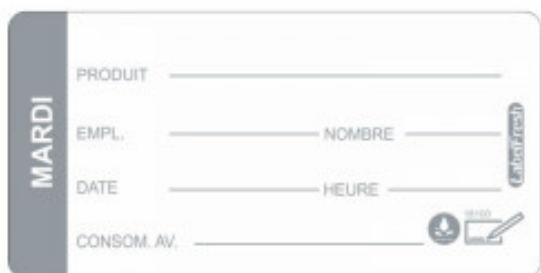 MARDI
PRODUIT
EMPL. NOMBRE
DATE HEURE
CONSOM. AV.
LabelFresh